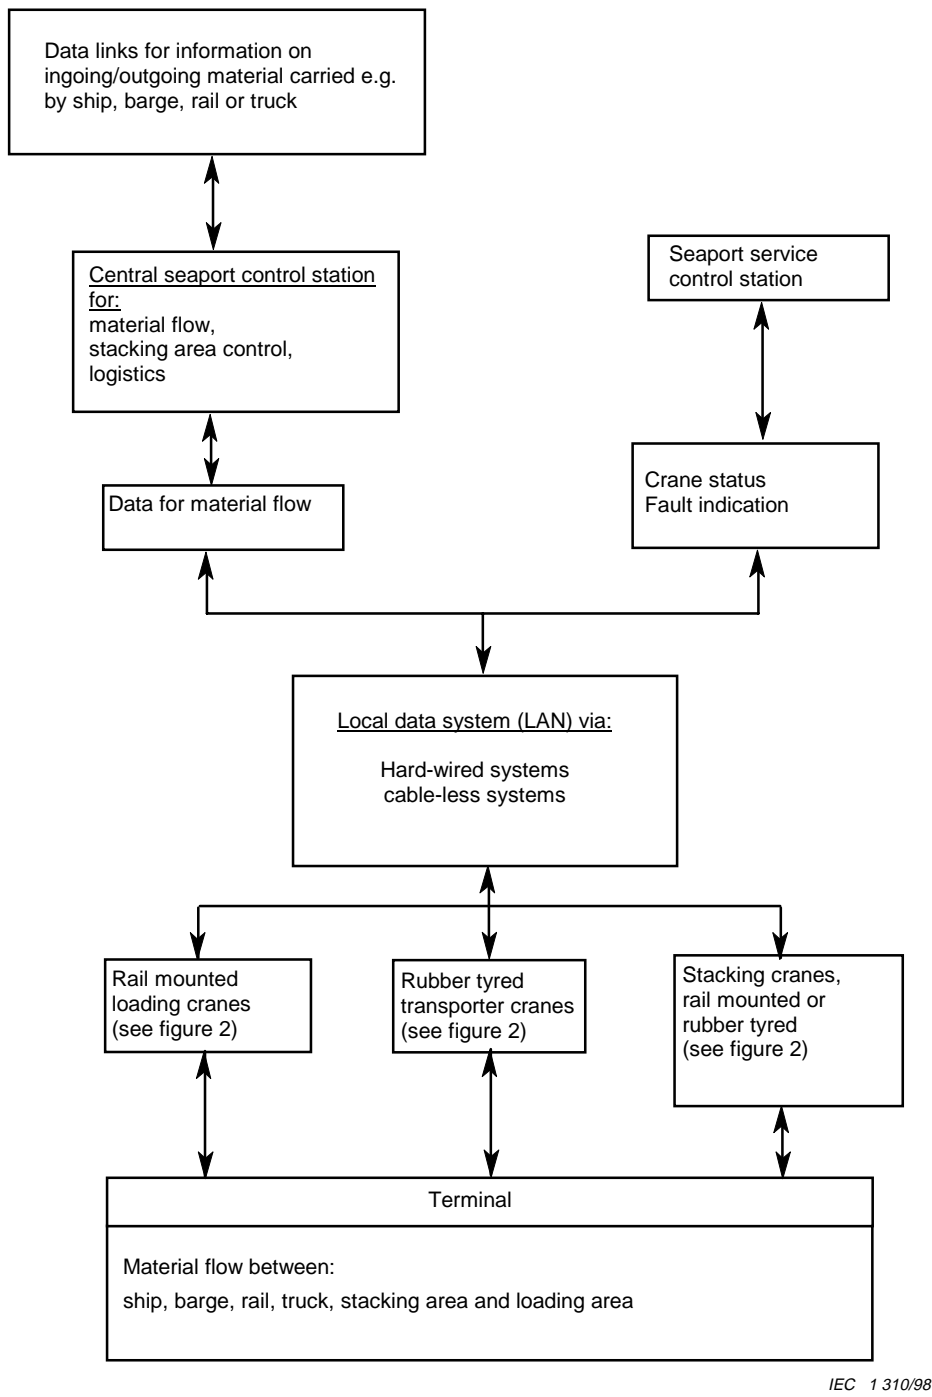 Data links for information on
ingoing/outgoing material carried e.g.
by ship, barge, rail or truck
Central seaport control station
for:
material flow,
stacking area control,
logistics
Seaport service
control station
Data for material flow
Crane status
Fault indication
Local data system (LAN) via:
Hard-wired systems
cable-less systems
Rail mounted
loading cranes
(see figure 2)
Rubber tyred
transporter cranes
(see figure 2)
Stacking cranes,
rail mounted or
rubber tyred
(see figure 2)
Terminal
Material flow between:
ship, barge, rail, truck, stacking area and loading area
IEC 1 310/98